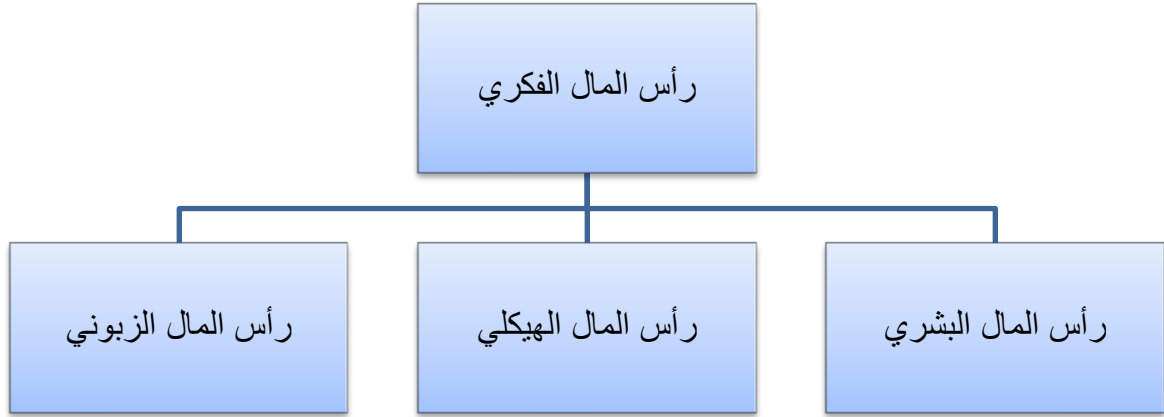 رأس المال الفكري
رأس المال البشري
رأس المال الهيكلي
رأس المال الزبوني